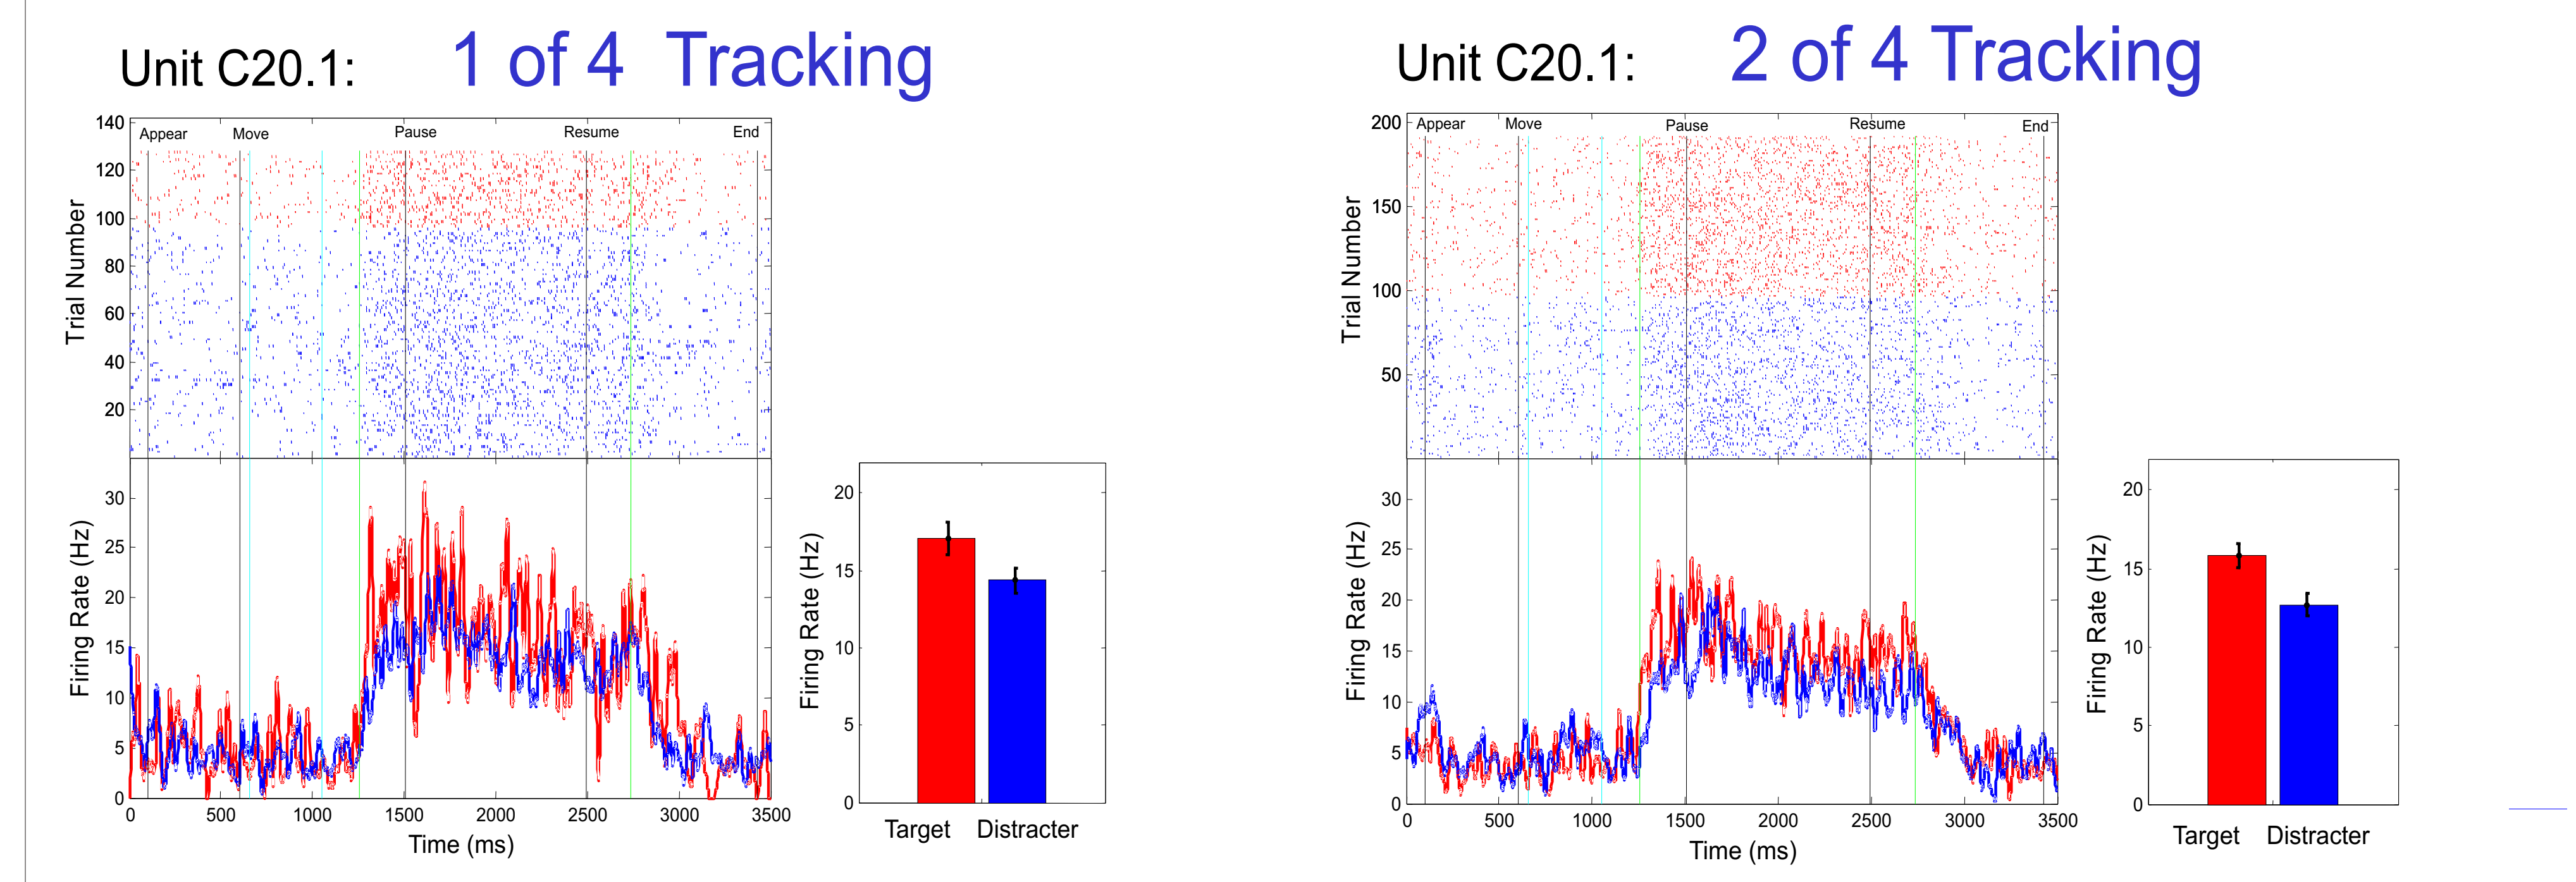 Unit C20.1: 1 of 4 Tracking
140
120
100
80
60
40
20
Trial Number
Appear Move Pause Resume End
30
25
20
15
10
5
0
Firing Rate (Hz)
0 500 1000 1500 2000 2500 3000 3500
Time (ms)
20
15
10
5
0
Firing Rate (Hz)
Target Distracter
Unit C20.1: 2 of 4 Tracking
200
150
100
50
Trial Number
Appear Move Pause Resume End
30
25
20
15
10
5
0
Firing Rate (Hz)
0 500 1000 1500 2000 2500 3000 3500
Time (ms)
20
15
10
5
0
Firing Rate (Hz)
Target Distracter